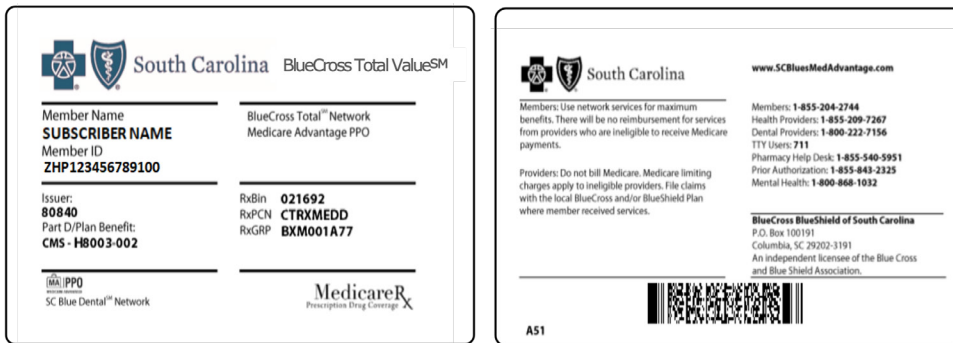 South Carolina BlueCross Total Value℠
Member Name
SUBSCRIBER NAME
Member ID
ZHP123456789100
BlueCross Total℠ Network
Medicare Advantage PPO
Issuer:
80840
Part D/Plan Benefit:
CMS - H8003-002
RxBin 021692
RxPCN CTRXMEDD
RxGRP BXM001A77
MA PPO
SC Blue Dental℠ Network
MedicareRx
Prescription Drug Coverage
South Carolina
Members: Use network services for maximum
benefits. There will be no reimbursement for services
from providers who are ineligible to receive Medicare
payments.
Providers: Do not bill Medicare. Medicare limiting
charges apply to ineligible providers. File claims
with the local BlueCross and/or BlueShield Plan
where member received services.
www.SCBluesMedAdvantage.com
Members: 1-855-204-2744
Health Providers: 1-855-209-7267
Dental Providers: 1-800-222-7156
TTY Users: 711
Pharmacy Help Desk: 1-855-540-5951
Prior Authorization: 1-855-843-2325
Mental Health: 1-800-868-1032
BlueCross BlueShield of South Carolina
P.O. Box 100191
Columbia, SC 29202-3191
An independent licensee of the Blue Cross
and Blue Shield Association.
A51